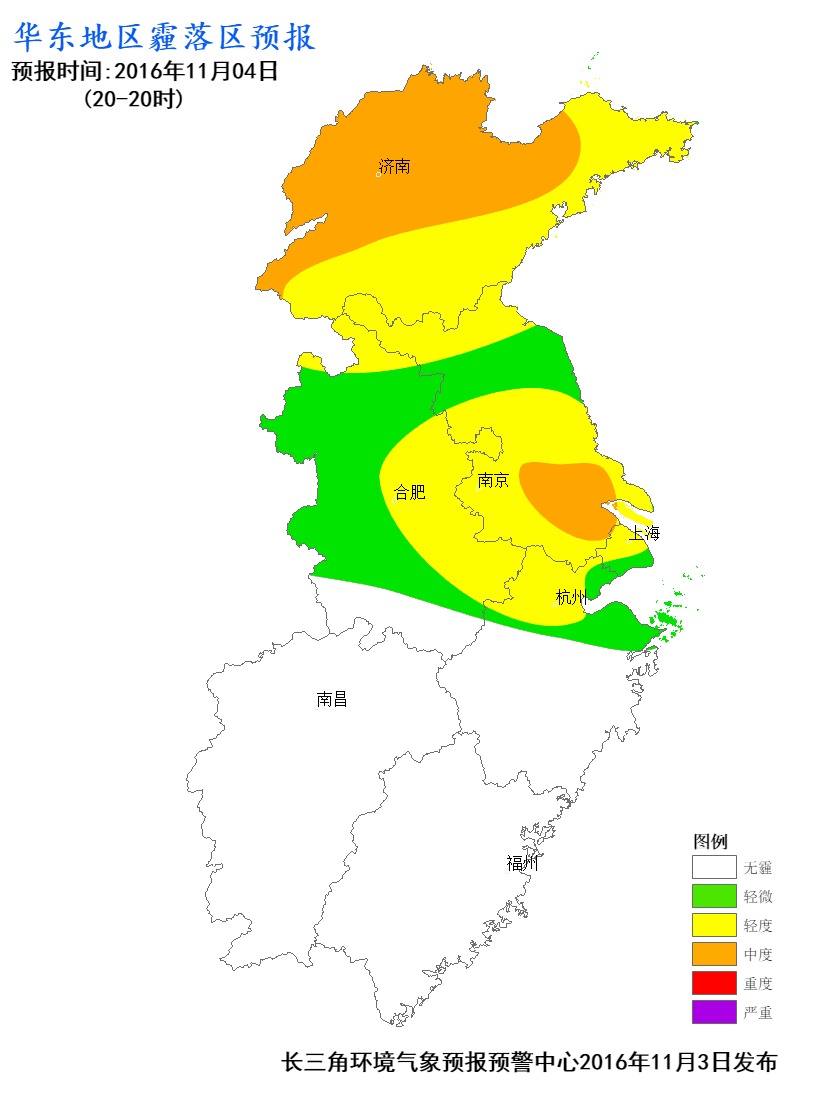 华东地区霾落区预报
预报时间:2016年11月04日
(20-20时)
济南
南京
合肥
上海
杭州
南昌
福州
图例
无霾
轻微
轻度
中度
重度
严重
长三角环境气象预报预警中心2016年11月3日发布